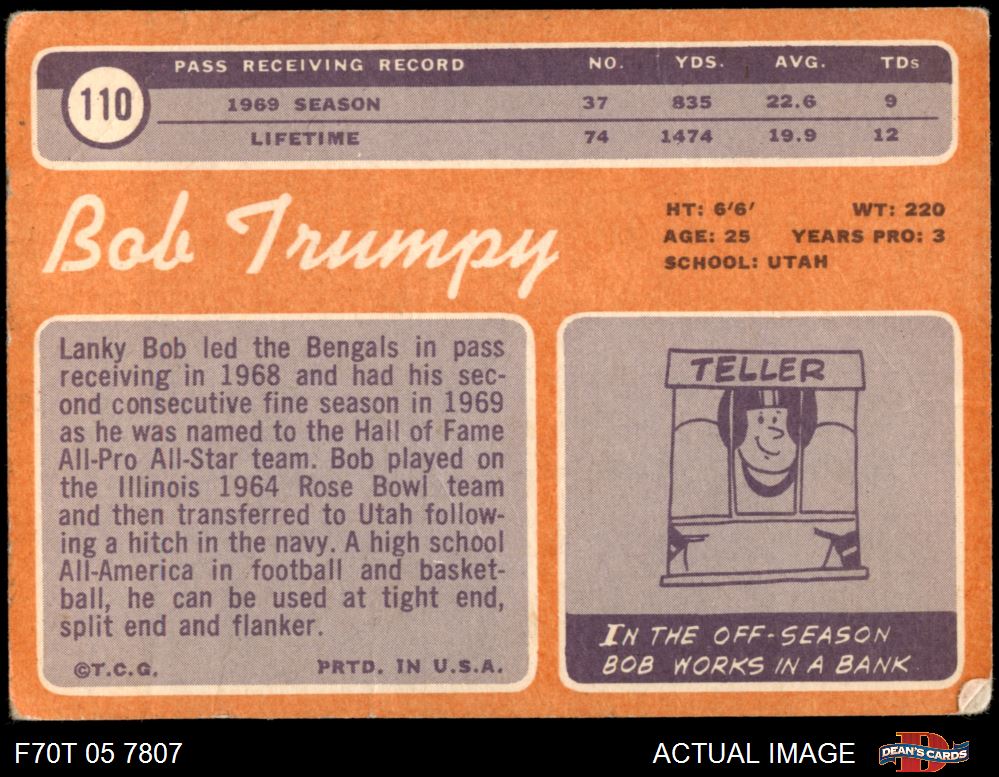 PASS RECEIVING RECORD NO. YDS. AVG. TDs
110
1969 SEASON 37 835 22.6 9
LIFETIME 74 1474 19.9 12
Bob Trumpy
HT: 6'6' WT: 220
AGE: 25 YEARS PRO: 3
SCHOOL: UTAH
Lanky Bob led the Bengals in pass
receiving in 1968 and had his sec-
ond consecutive fine season in 1969
as he was named to the Hall of Fame
All-Pro All-Star team. Bob played on
the Illinois 1964 Rose Bowl team
and then transferred to Utah follow-
ing a hitch in the navy. A high school
All-America in football and basket-
ball, he can be used at tight end,
split end and flanker.
©T.C.G. PRTD. IN U.S.A.
TELLER
IN THE OFF-SEASON
BOB WORKS IN A BANK
F70T 05 7807
ACTUAL IMAGE
DEAN'S CARDS